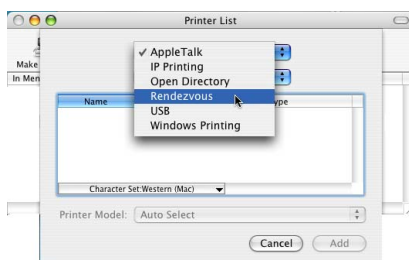 Printer List
✓ AppleTalk
IP Printing
Make
Open Directory
In Men
Rendezvous
Name
USB
Windows Printing
Character Set:Western (Mac)
Printer Model: Auto Select
Cancel Add